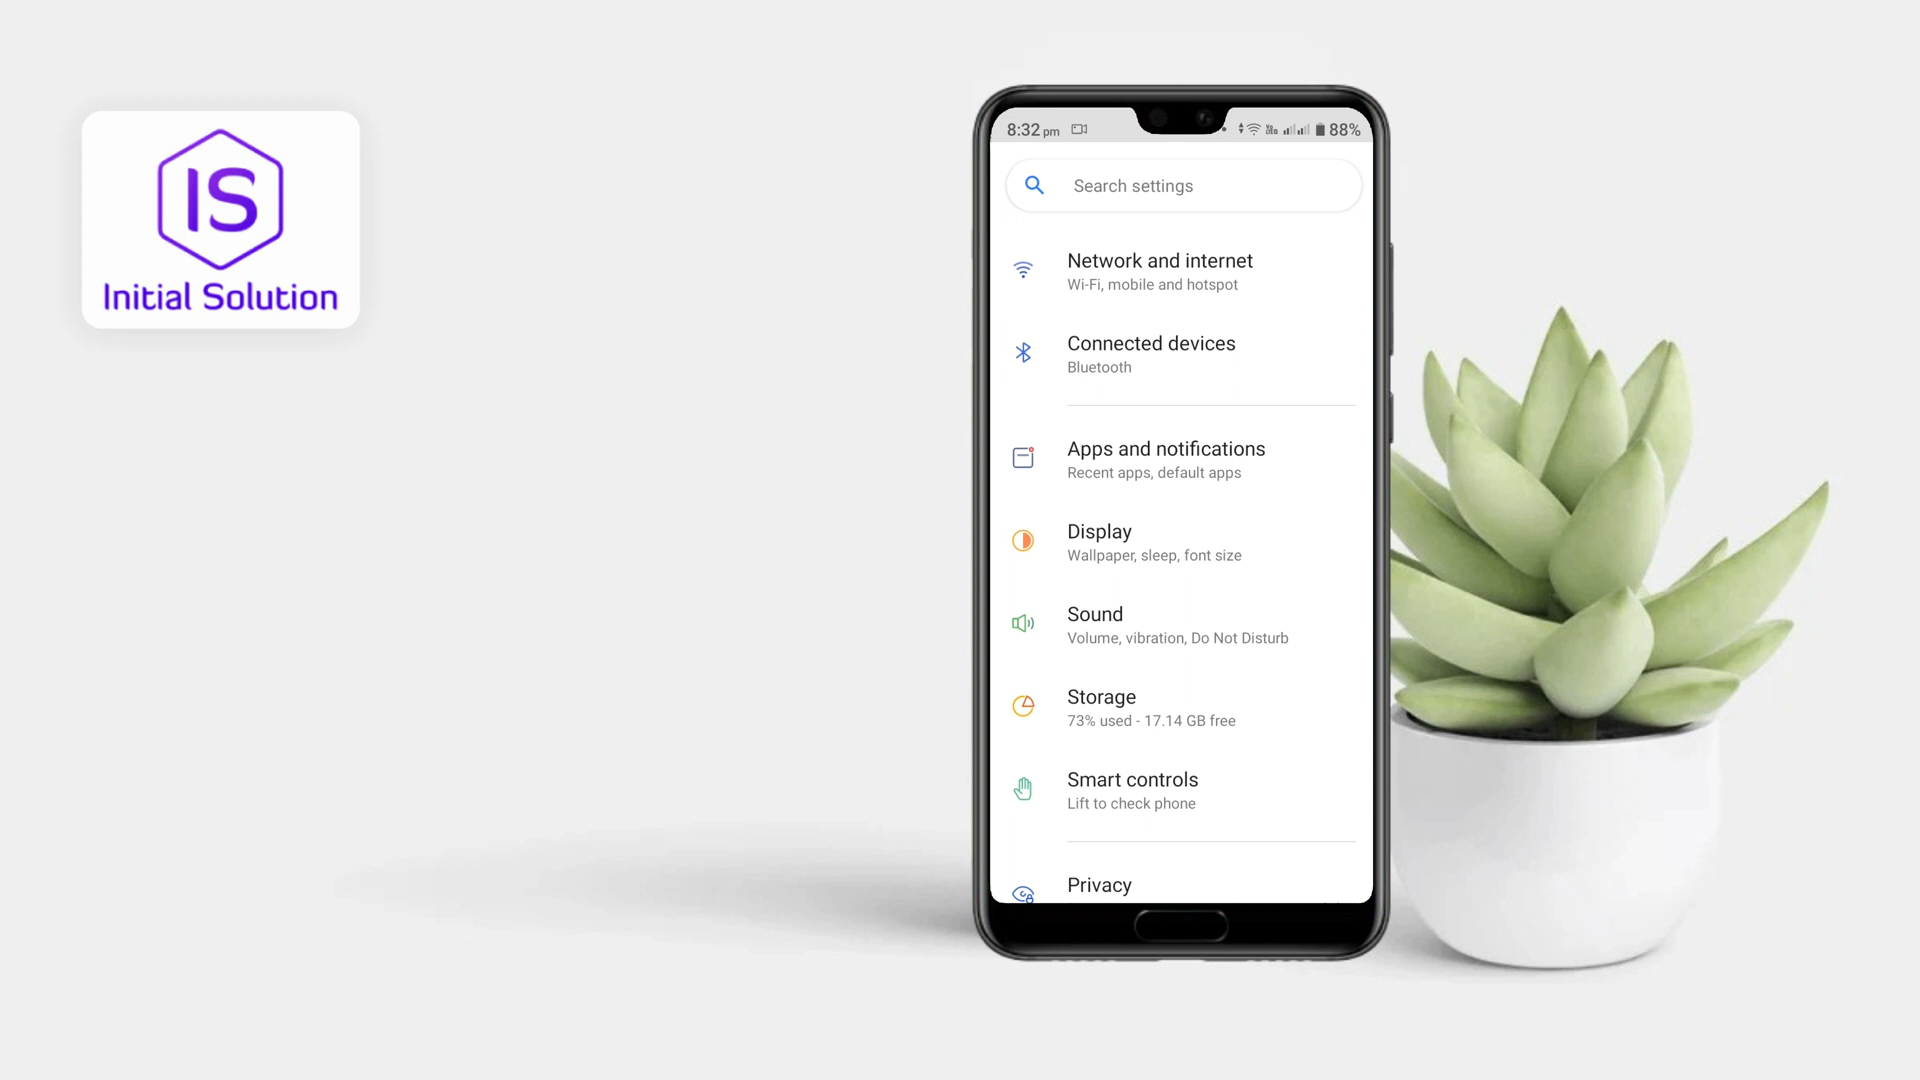 IS
Initial Solution
8:32 pm
88%
Search settings
Network and internet
Wi-Fi, mobile and hotspot
Connected devices
Bluetooth
Apps and notifications
Recent apps, default apps
Display
Wallpaper, sleep, font size
Sound
Volume, vibration, Do Not Disturb
Storage
73% used - 17.14 GB free
Smart controls
Lift to check phone
Privacy